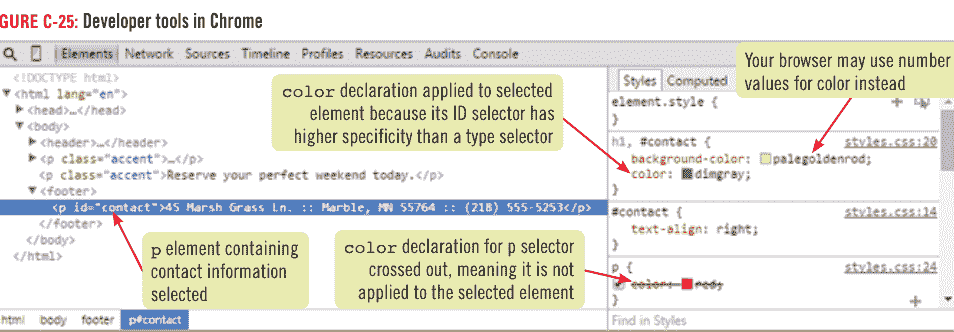 GURE C-25: Developer tools in Chrome
Elements Network Sources Timeline Profiles Resources Audits Console
<!DOCTYPE html>
▼<html lang="en">
▶<head>…</head>
▼<body>
▶<header>…</header>
▶<p class="accent">…</p>
<p class="accent">Reserve your perfect weekend today.</p>
▼<footer>
<p id="contact">45 Marsh Grass Ln. :: Marble, MN 55764 :: (218) 555-5253</p>
</footer>
</body>
</html>
html body footer p#contact
color declaration applied to selected
element because its ID selector has
higher specificity than a type selector
p element containing
contact information
selected
color declaration for p selector
crossed out, meaning it is not
applied to the selected element
Your browser may use number
values for color instead
Styles Computed
element.style {
}
h1, #contact { styles.css:20
background-color: palegoldenrod;
color: dimgray;
}
#contact { styles.css:14
text-align: right;
}
p { styles.css:24
color: red;
}
Find in Styles